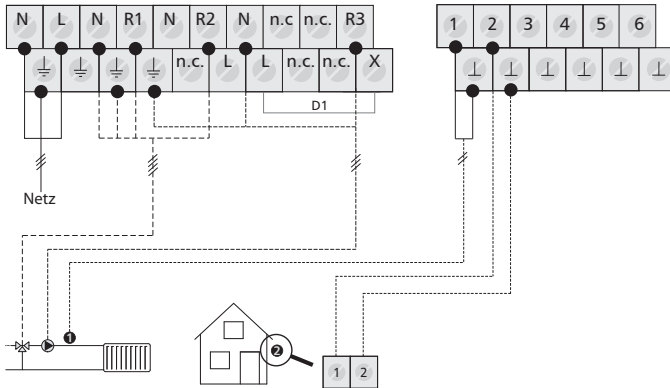 N L N R1 N R2 N n.c n.c. R3
n.c. L L n.c. n.c. X
D1
Netz
1 2 3 4 5 6
1
2
1 2